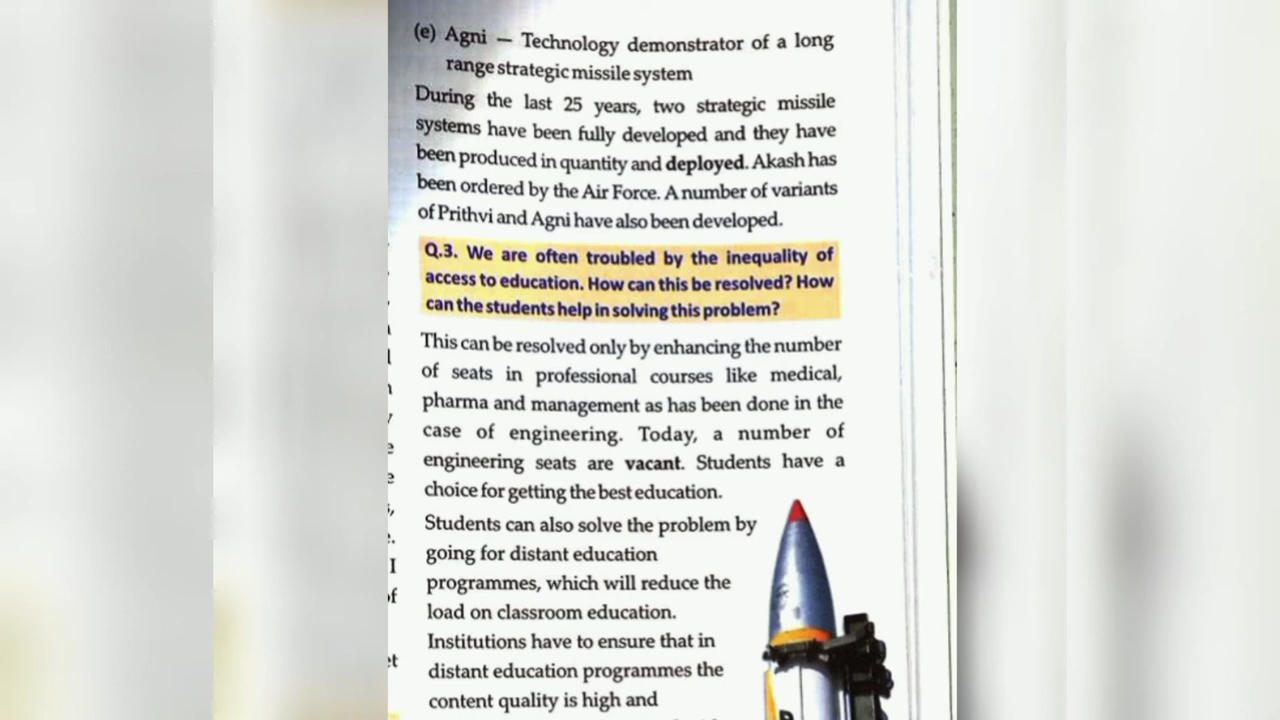 (e) Agni — Technology demonstrator of a long
range strategic missile system
During the last 25 years, two strategic missile
systems have been fully developed and they have
been produced in quantity and deployed. Akash has
been ordered by the Air Force. A number of variants
of Prithvi and Agni have also been developed.
Q.3. We are often troubled by the inequality of
access to education. How can this be resolved? How
can the students help in solving this problem?
This can be resolved only by enhancing the number
of seats in professional courses like medical,
pharma and management as has been done in the
case of engineering. Today, a number of
engineering seats are vacant. Students have a
choice for getting the best education.
Students can also solve the problem by
going for distant education
programmes, which will reduce the
load on classroom education.
Institutions have to ensure that in
distant education programmes the
content quality is high and